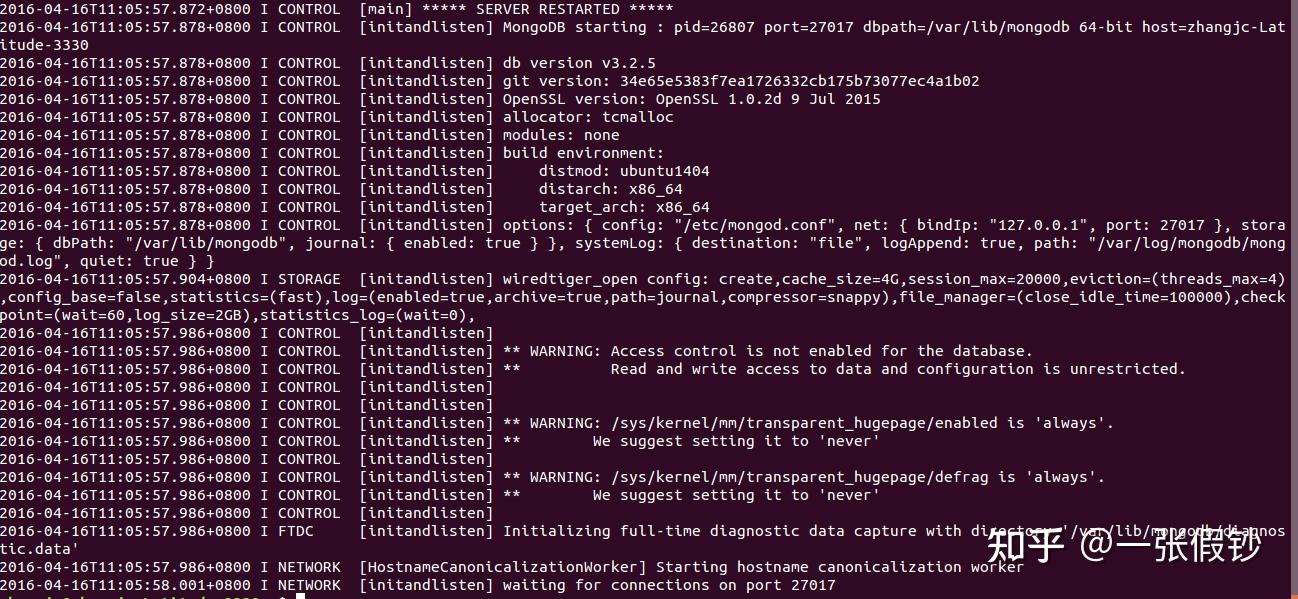 2016-04-16T11:05:57.872+0800 I CONTROL  [main] ***** SERVER RESTARTED *****
2016-04-16T11:05:57.878+0800 I CONTROL  [initandlisten] MongoDB starting : pid=26807 port=27017 dbpath=/var/lib/mongodb 64-bit host=zhangjc-Lat
itude-3330
2016-04-16T11:05:57.878+0800 I CONTROL  [initandlisten] db version v3.2.5
2016-04-16T11:05:57.878+0800 I CONTROL  [initandlisten] git version: 34e65e5383f7ea1726332cb175b73077ec4a1b02
2016-04-16T11:05:57.878+0800 I CONTROL  [initandlisten] OpenSSL version: OpenSSL 1.0.2d 9 Jul 2015
2016-04-16T11:05:57.878+0800 I CONTROL  [initandlisten] allocator: tcmalloc
2016-04-16T11:05:57.878+0800 I CONTROL  [initandlisten] modules: none
2016-04-16T11:05:57.878+0800 I CONTROL  [initandlisten] build environment:
2016-04-16T11:05:57.878+0800 I CONTROL  [initandlisten]     distmod: ubuntu1404
2016-04-16T11:05:57.878+0800 I CONTROL  [initandlisten]     distarch: x86_64
2016-04-16T11:05:57.878+0800 I CONTROL  [initandlisten]     target_arch: x86_64
2016-04-16T11:05:57.878+0800 I CONTROL  [initandlisten] options: { config: "/etc/mongod.conf", net: { bindIp: "127.0.0.1", port: 27017 }, stora
ge: { dbPath: "/var/lib/mongodb", journal: { enabled: true } }, systemLog: { destination: "file", logAppend: true, path: "/var/log/mongodb/mong
od.log", quiet: true } }
2016-04-16T11:05:57.904+0800 I STORAGE  [initandlisten] wiredtiger_open config: create,cache_size=4G,session_max=20000,eviction=(threads_max=4)
,config_base=false,statistics=(fast),log=(enabled=true,archive=true,path=journal,compressor=snappy),file_manager=(close_idle_time=100000),check
point=(wait=60,log_size=2GB),statistics_log=(wait=0),
2016-04-16T11:05:57.986+0800 I CONTROL  [initandlisten]
2016-04-16T11:05:57.986+0800 I CONTROL  [initandlisten] ** WARNING: Access control is not enabled for the database.
2016-04-16T11:05:57.986+0800 I CONTROL  [initandlisten] **          Read and write access to data and configuration is unrestricted.
2016-04-16T11:05:57.986+0800 I CONTROL  [initandlisten]
2016-04-16T11:05:57.986+0800 I CONTROL  [initandlisten]
2016-04-16T11:05:57.986+0800 I CONTROL  [initandlisten] ** WARNING: /sys/kernel/mm/transparent_hugepage/enabled is 'always'.
2016-04-16T11:05:57.986+0800 I CONTROL  [initandlisten] **        We suggest setting it to 'never'
2016-04-16T11:05:57.986+0800 I CONTROL  [initandlisten]
2016-04-16T11:05:57.986+0800 I CONTROL  [initandlisten] ** WARNING: /sys/kernel/mm/transparent_hugepage/defrag is 'always'.
2016-04-16T11:05:57.986+0800 I CONTROL  [initandlisten] **        We suggest setting it to 'never'
2016-04-16T11:05:57.986+0800 I CONTROL  [initandlisten]
2016-04-16T11:05:57.986+0800 I FTDC     [initandlisten] Initializing full-time diagnostic data capture with directory '/var/lib/mongodb/diagnos
tic.data'
2016-04-16T11:05:57.986+0800 I NETWORK  [HostnameCanonicalizationWorker] Starting hostname canonicalization worker
2016-04-16T11:05:58.001+0800 I NETWORK  [initandlisten] waiting for connections on port 27017
知乎 @一张假钞